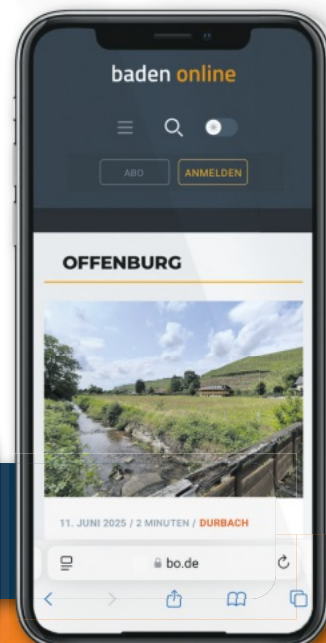 baden online
ABO
ANMELDEN
OFFENBURG
11. JUNI 2025 / 2 MINUTEN / DURBACH
bo.de